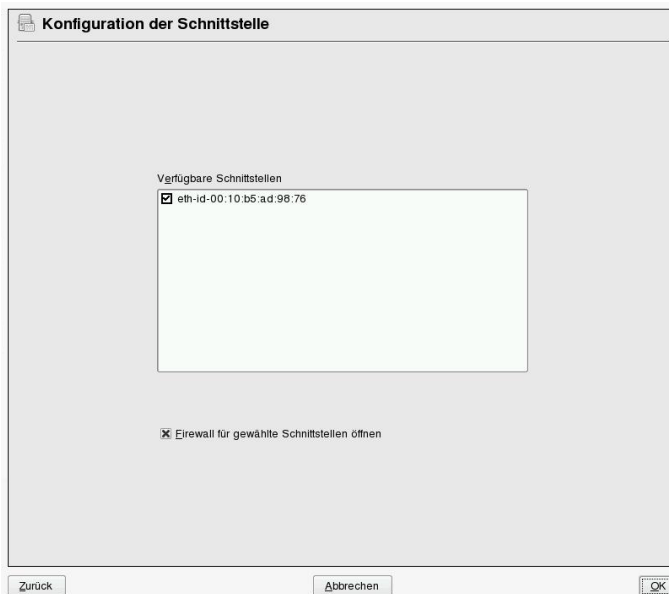 Konfiguration der Schnittstelle
Verfügbare Schnittstellen
eth-id-00:10:b5:ad:98:76
Firewall für gewählte Schnittstellen öffnen
Zurück
Abbrechen
OK